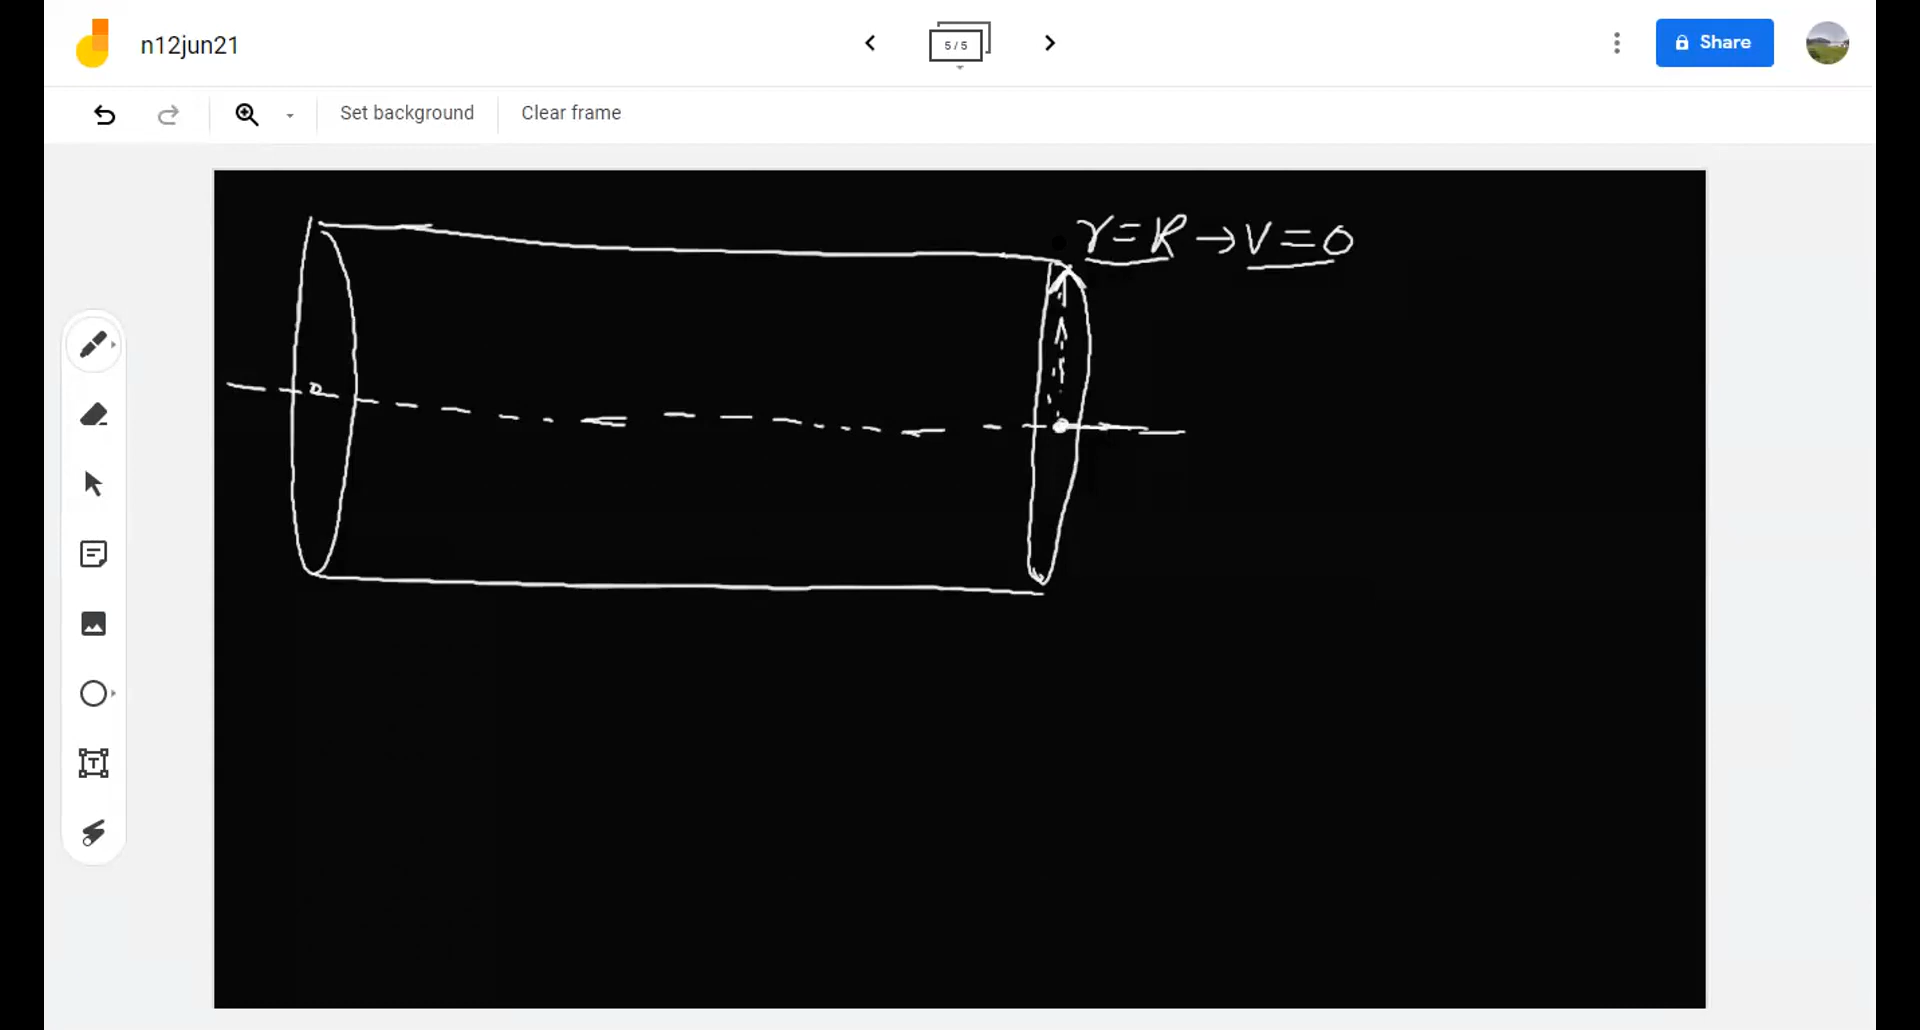 n12jun21
5 / 5
Share
Set background
Clear frame
r = R → V = 0